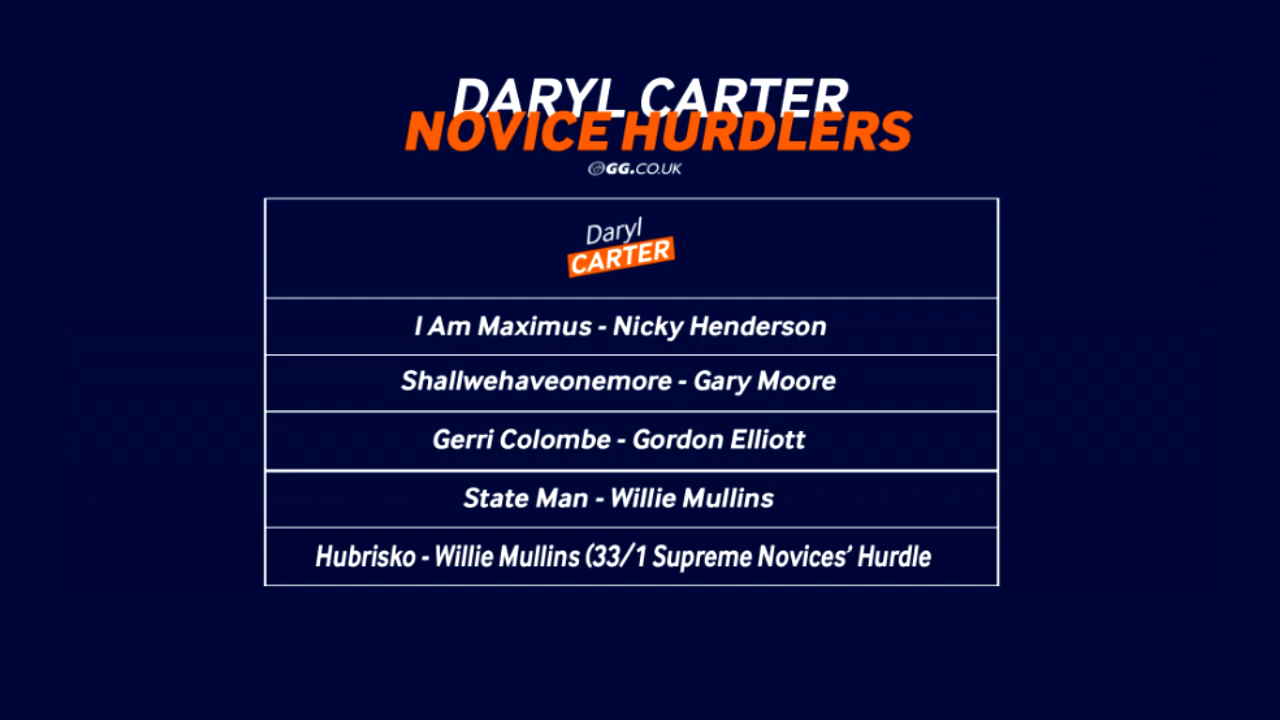 DARYL CARTER
NOVICE HURDLERS
@GG.CO.UK
Daryl
CARTER
I Am Maximus - Nicky Henderson
Shallwehaveonemore - Gary Moore
Gerri Colombe - Gordon Elliott
State Man - Willie Mullins
Hubrisko - Willie Mullins (33/1 Supreme Novices’ Hurdle